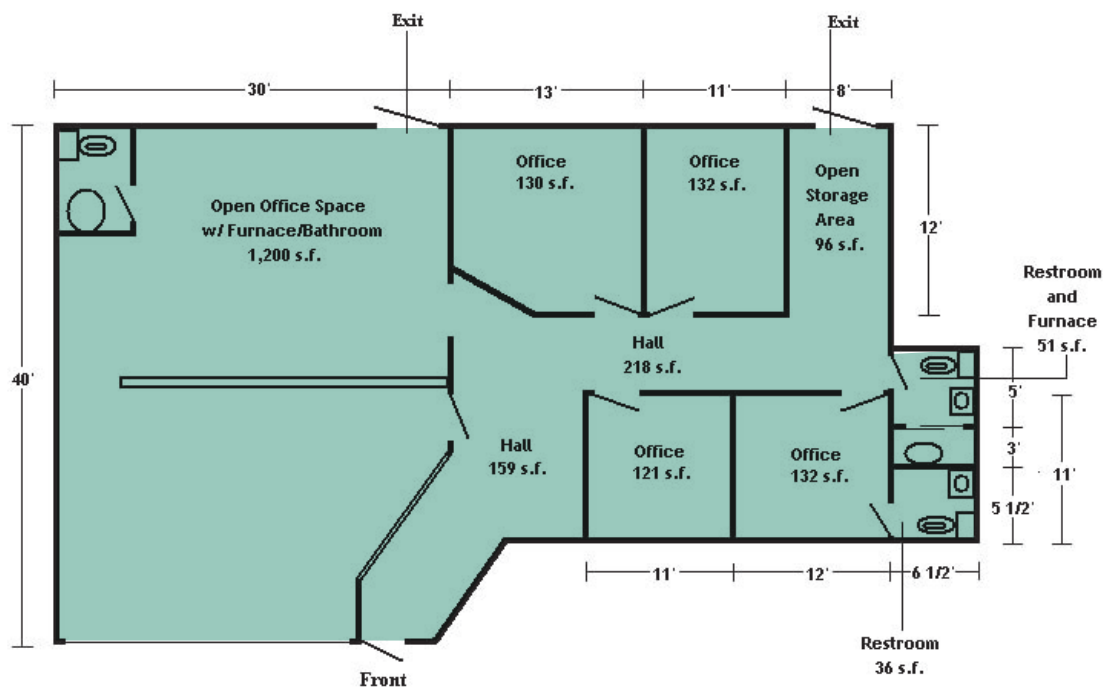 Exit
Exit
30'
13'
11'
8'
Office
130 s.f.
Office
132 s.f.
Open
Storage
Area
96 s.f.
Open Office Space
w/ Furnace/Bathroom
1,200 s.f.
12'
Restroom
and
Furnace
51 s.f.
Hall
218 s.f.
40'
5'
Hall
159 s.f.
Office
121 s.f.
Office
132 s.f.
3'
11'
5 1/2'
11'
12'
6 1/2'
Restroom
36 s.f.
Front